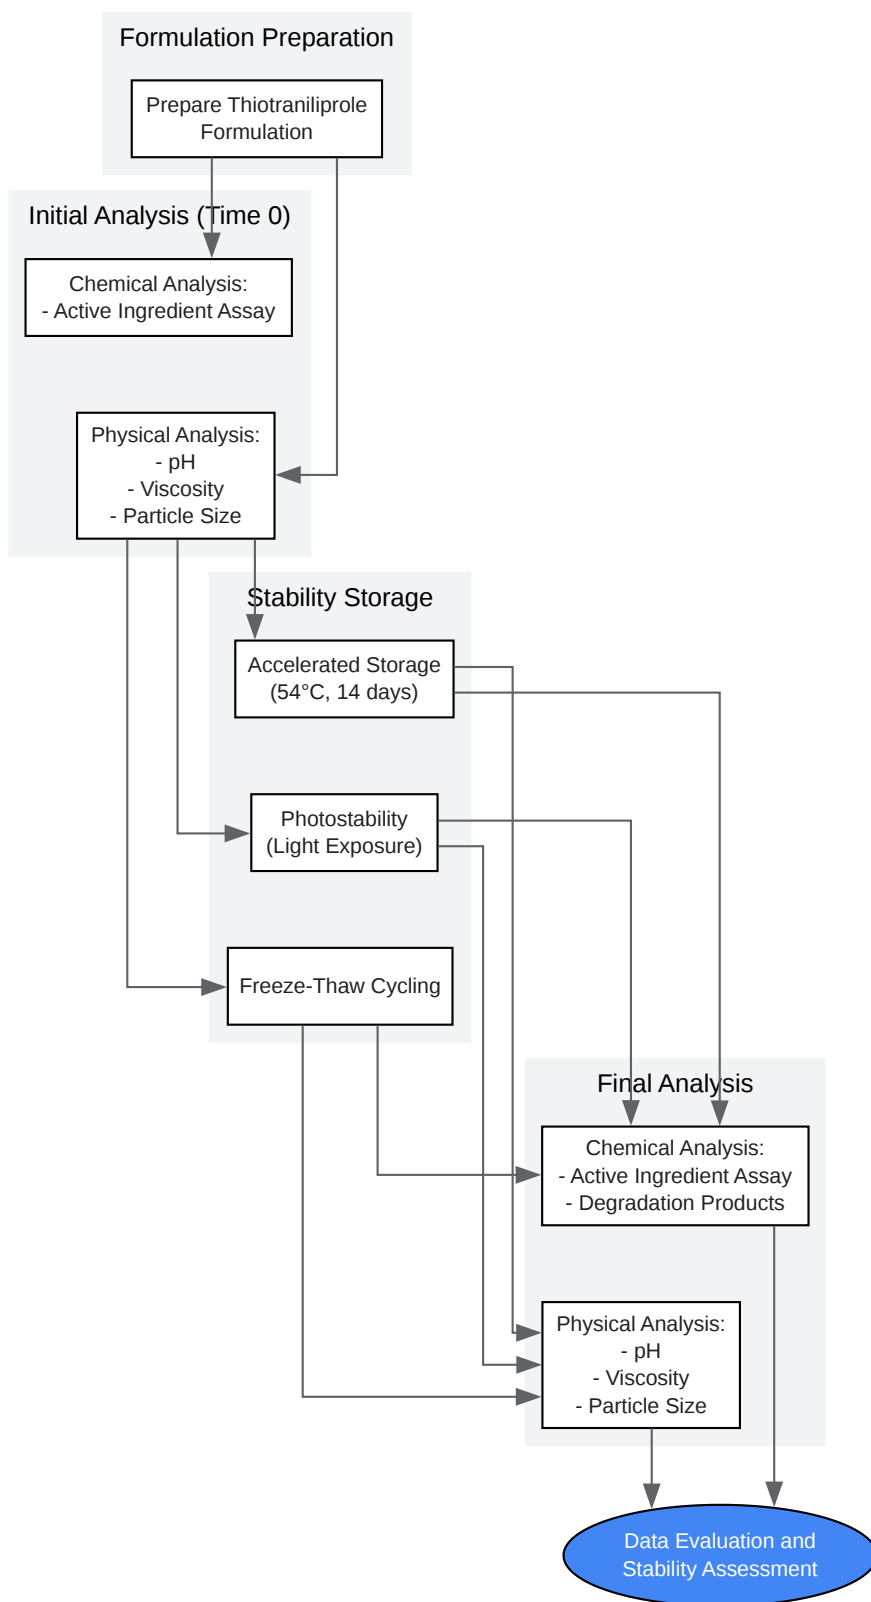 Formulation Preparation
Prepare Thiotraniliprole
Formulation
Initial Analysis (Time 0)
Chemical Analysis:
- Active Ingredient Assay
Physical Analysis:
- pH
- Viscosity
- Particle Size
Stability Storage
Accelerated Storage
(54°C, 14 days)
Photostability
(Light Exposure)
Freeze-Thaw Cycling
Final Analysis
Chemical Analysis:
- Active Ingredient Assay
- Degradation Products
Physical Analysis:
- pH
- Viscosity
- Particle Size
Data Evaluation and
Stability Assessment